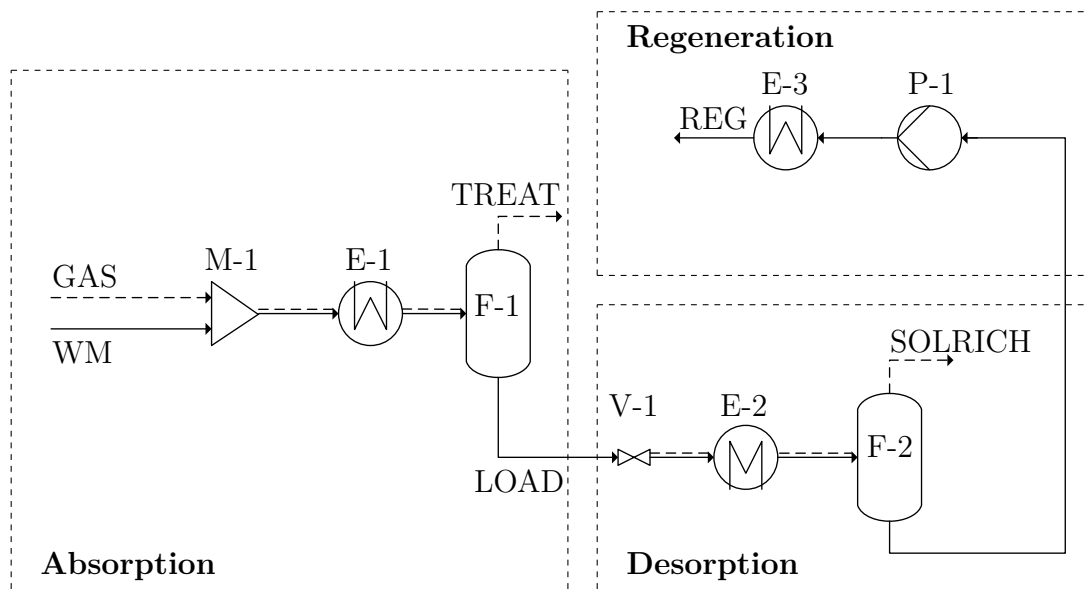 Regeneration
E-3
P-1
REG
TREAT
M-1
E-1
GAS
F-1
WM
SOLRICH
V-1
E-2
F-2
LOAD
Absorption
Desorption